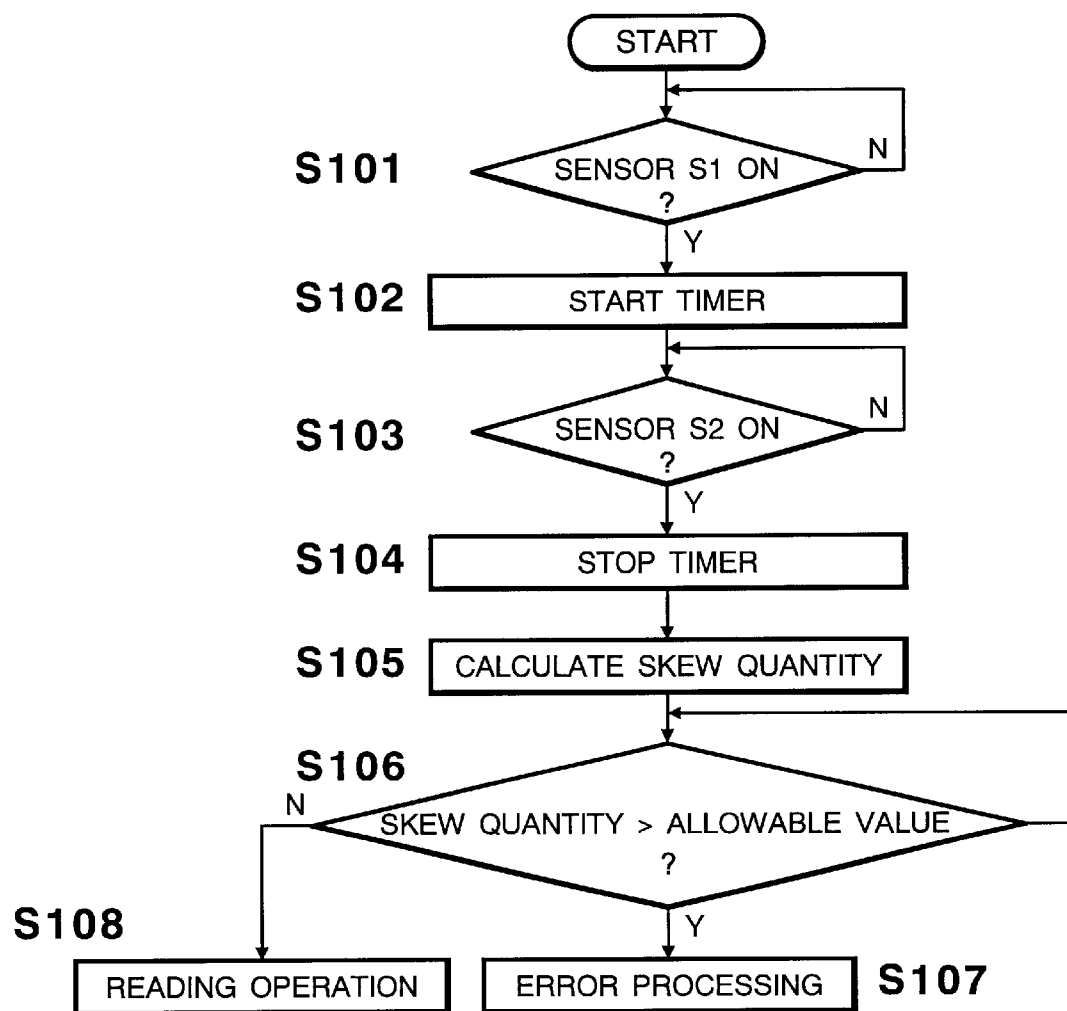 START
S101
SENSOR S1 ON
?
N
Y
S102
START TIMER
S103
SENSOR S2 ON
?
N
Y
S104
STOP TIMER
S105
CALCULATE SKEW QUANTITY
S106
N
SKEW QUANTITY > ALLOWABLE VALUE
?
Y
S108
READING OPERATION
ERROR PROCESSING
S107